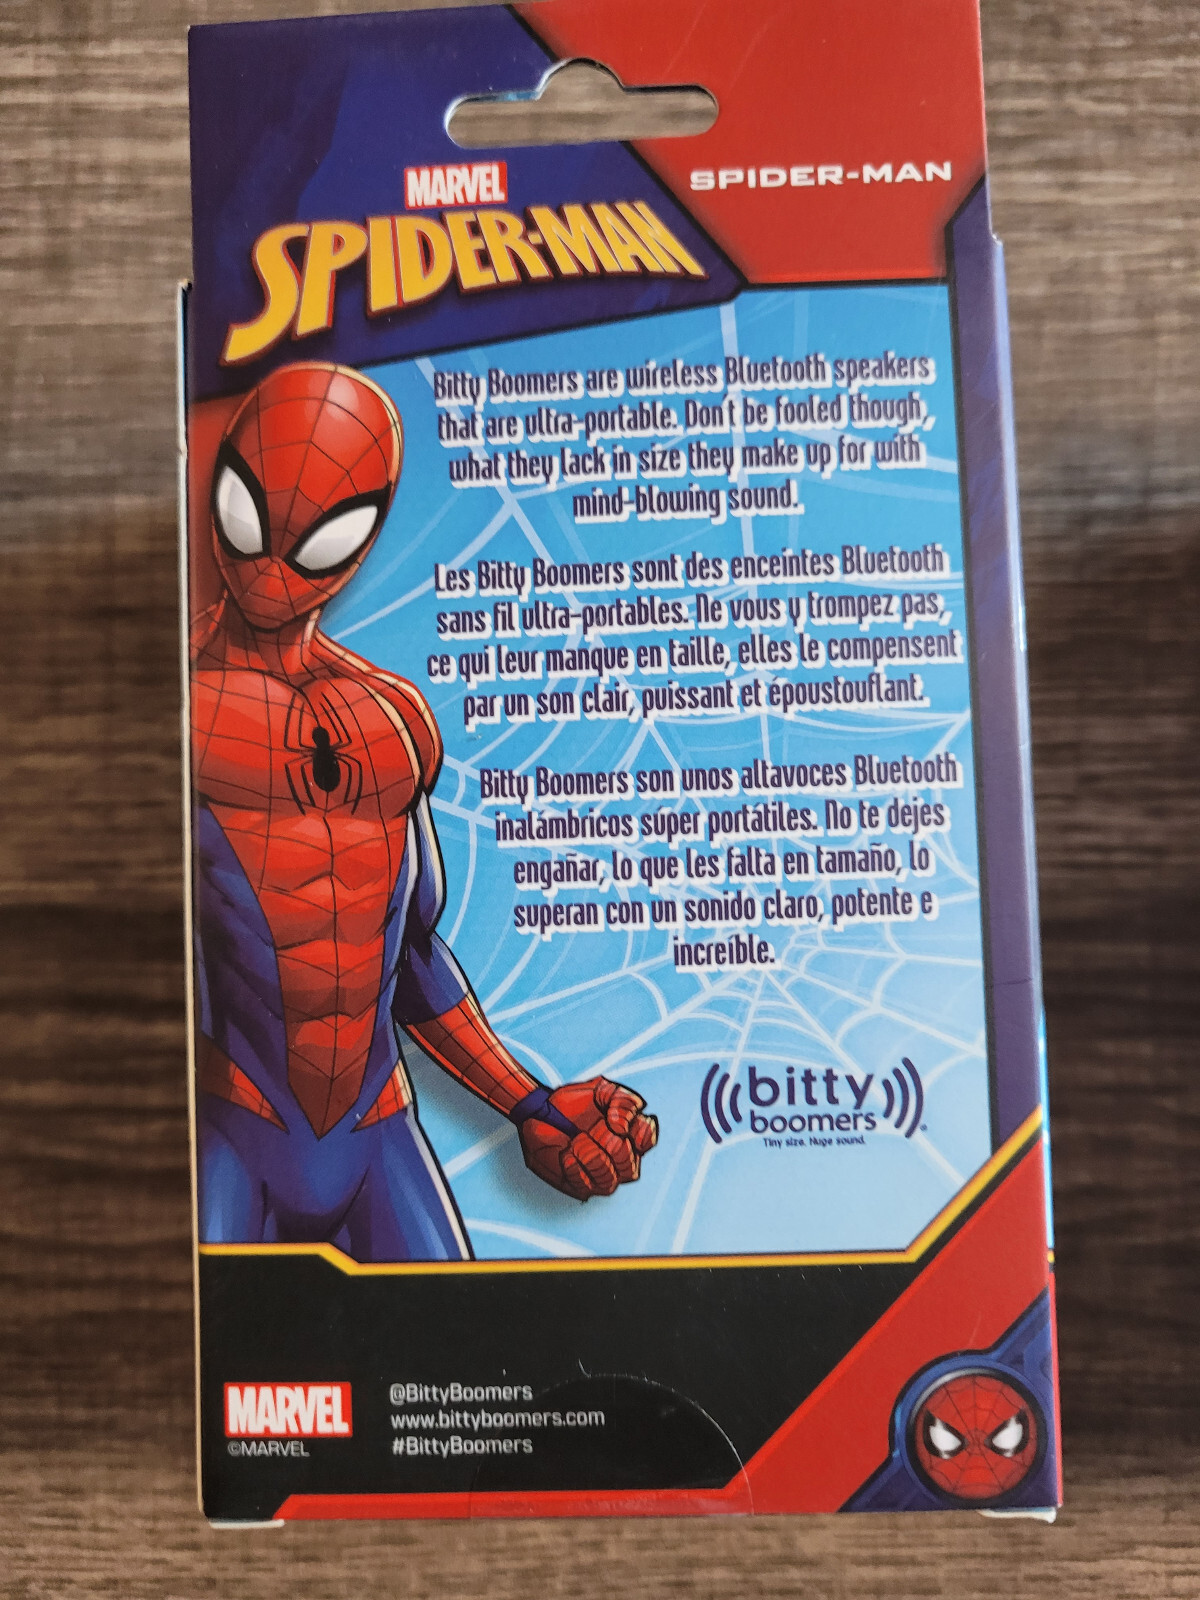 MARVEL
SPIDER-MAN
SPIDER-MAN
Bitty Boomers are wireless Bluetooth speakers
that are ultra-portable. Don't be fooled though,
what they lack in size they make up for with
mind-blowing sound.
Les Bitty Boomers sont des enceintes Bluetooth
sans fil ultra-portables. Ne vous y trompez pas,
ce qui leur manque en taille, elles le compensent
par un son clair, puissant et époustouflant.
Bitty Boomers son unos altavoces Bluetooth
inalámbricos súper portátiles. No te dejes
engañar, lo que les falta en tamaño, lo
superan con un sonido claro, potente e
increíble.
bitty
boomers®
Tiny size. Huge sound.
MARVEL
©MARVEL
@BittyBoomers
www.bittyboomers.com
#BittyBoomers